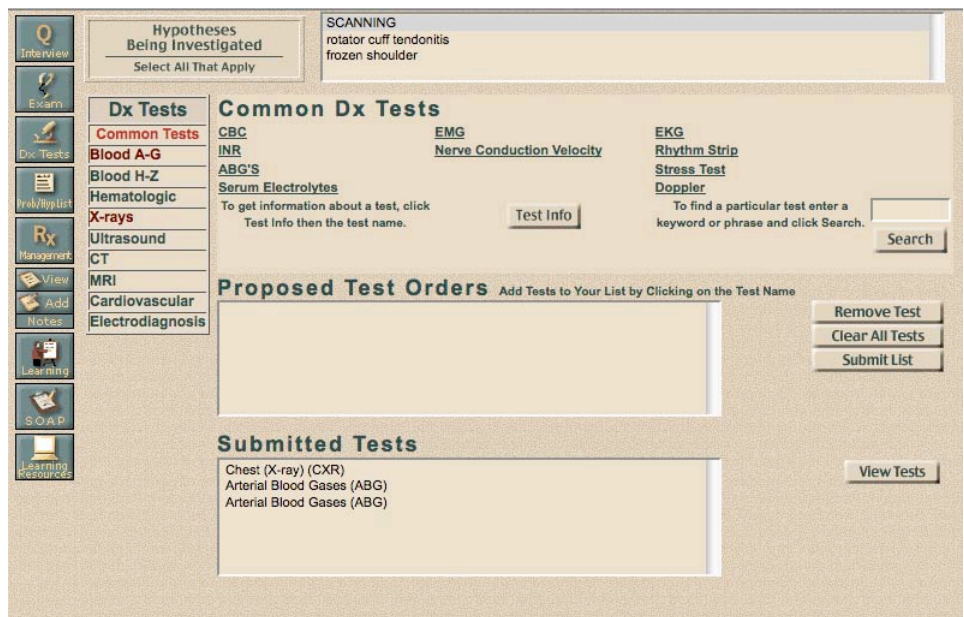 Q
Interview
Exam
Dx Tests
Prob/Hyp List
Rx
Management
View
Add
Notes
Learning
SOAP
Learning
Resources
Hypotheses
Being Investigated
Select All That Apply
SCANNING
rotator cuff tendonitis
frozen shoulder
Dx Tests
Common Tests
Blood A-G
Blood H-Z
Hematologic
X-rays
Ultrasound
CT
MRI
Cardiovascular
Electrodiagnosis
Common Dx Tests
CBC
EMG
EKG
INR
Nerve Conduction Velocity
Rhythm Strip
ABG'S
Stress Test
Serum Electrolytes
Doppler
To get information about a test, click
Test Info then the test name.
Test Info
To find a particular test enter a
keyword or phrase and click Search.
Search
Proposed Test Orders Add Tests to Your List by Clicking on the Test Name
Remove Test
Clear All Tests
Submit List
Submitted Tests
Chest (X-ray) (CXR)
Arterial Blood Gases (ABG)
Arterial Blood Gases (ABG)
View Tests